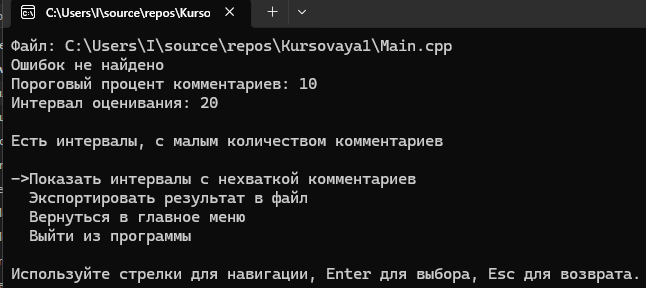 C:\Users\I\source\repos\Kurso
Файл: C:\Users\I\source\repos\Kursovaya1\Main.cpp
Ошибок не найдено
Пороговый процент комментариев: 10
Интервал оценивания: 20
Есть интервалы, с малым количеством комментариев
—>Показать интервалы с нехваткой комментариев
Экспортировать результат в файл
Вернуться в главное меню
Выйти из программы
Используйте стрелки для навигации, Enter для выбора, Esc для возврата.